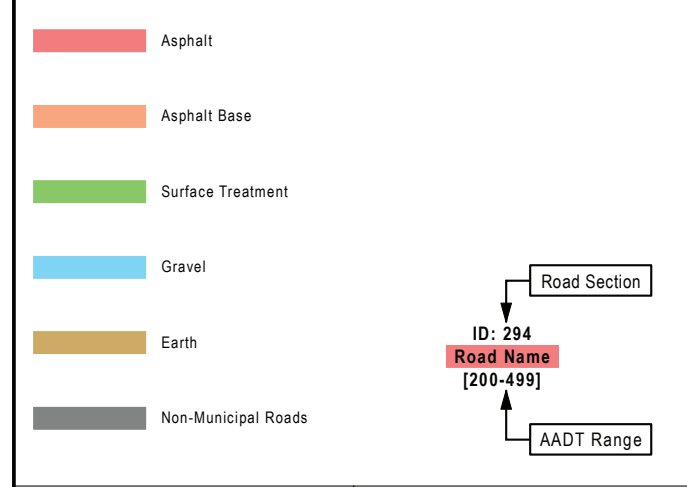 Asphalt
Asphalt Base
Surface Treatment
Gravel
Earth
Non-Municipal Roads
Road Section
ID: 294
Road Name
[200-499]
AADT Range